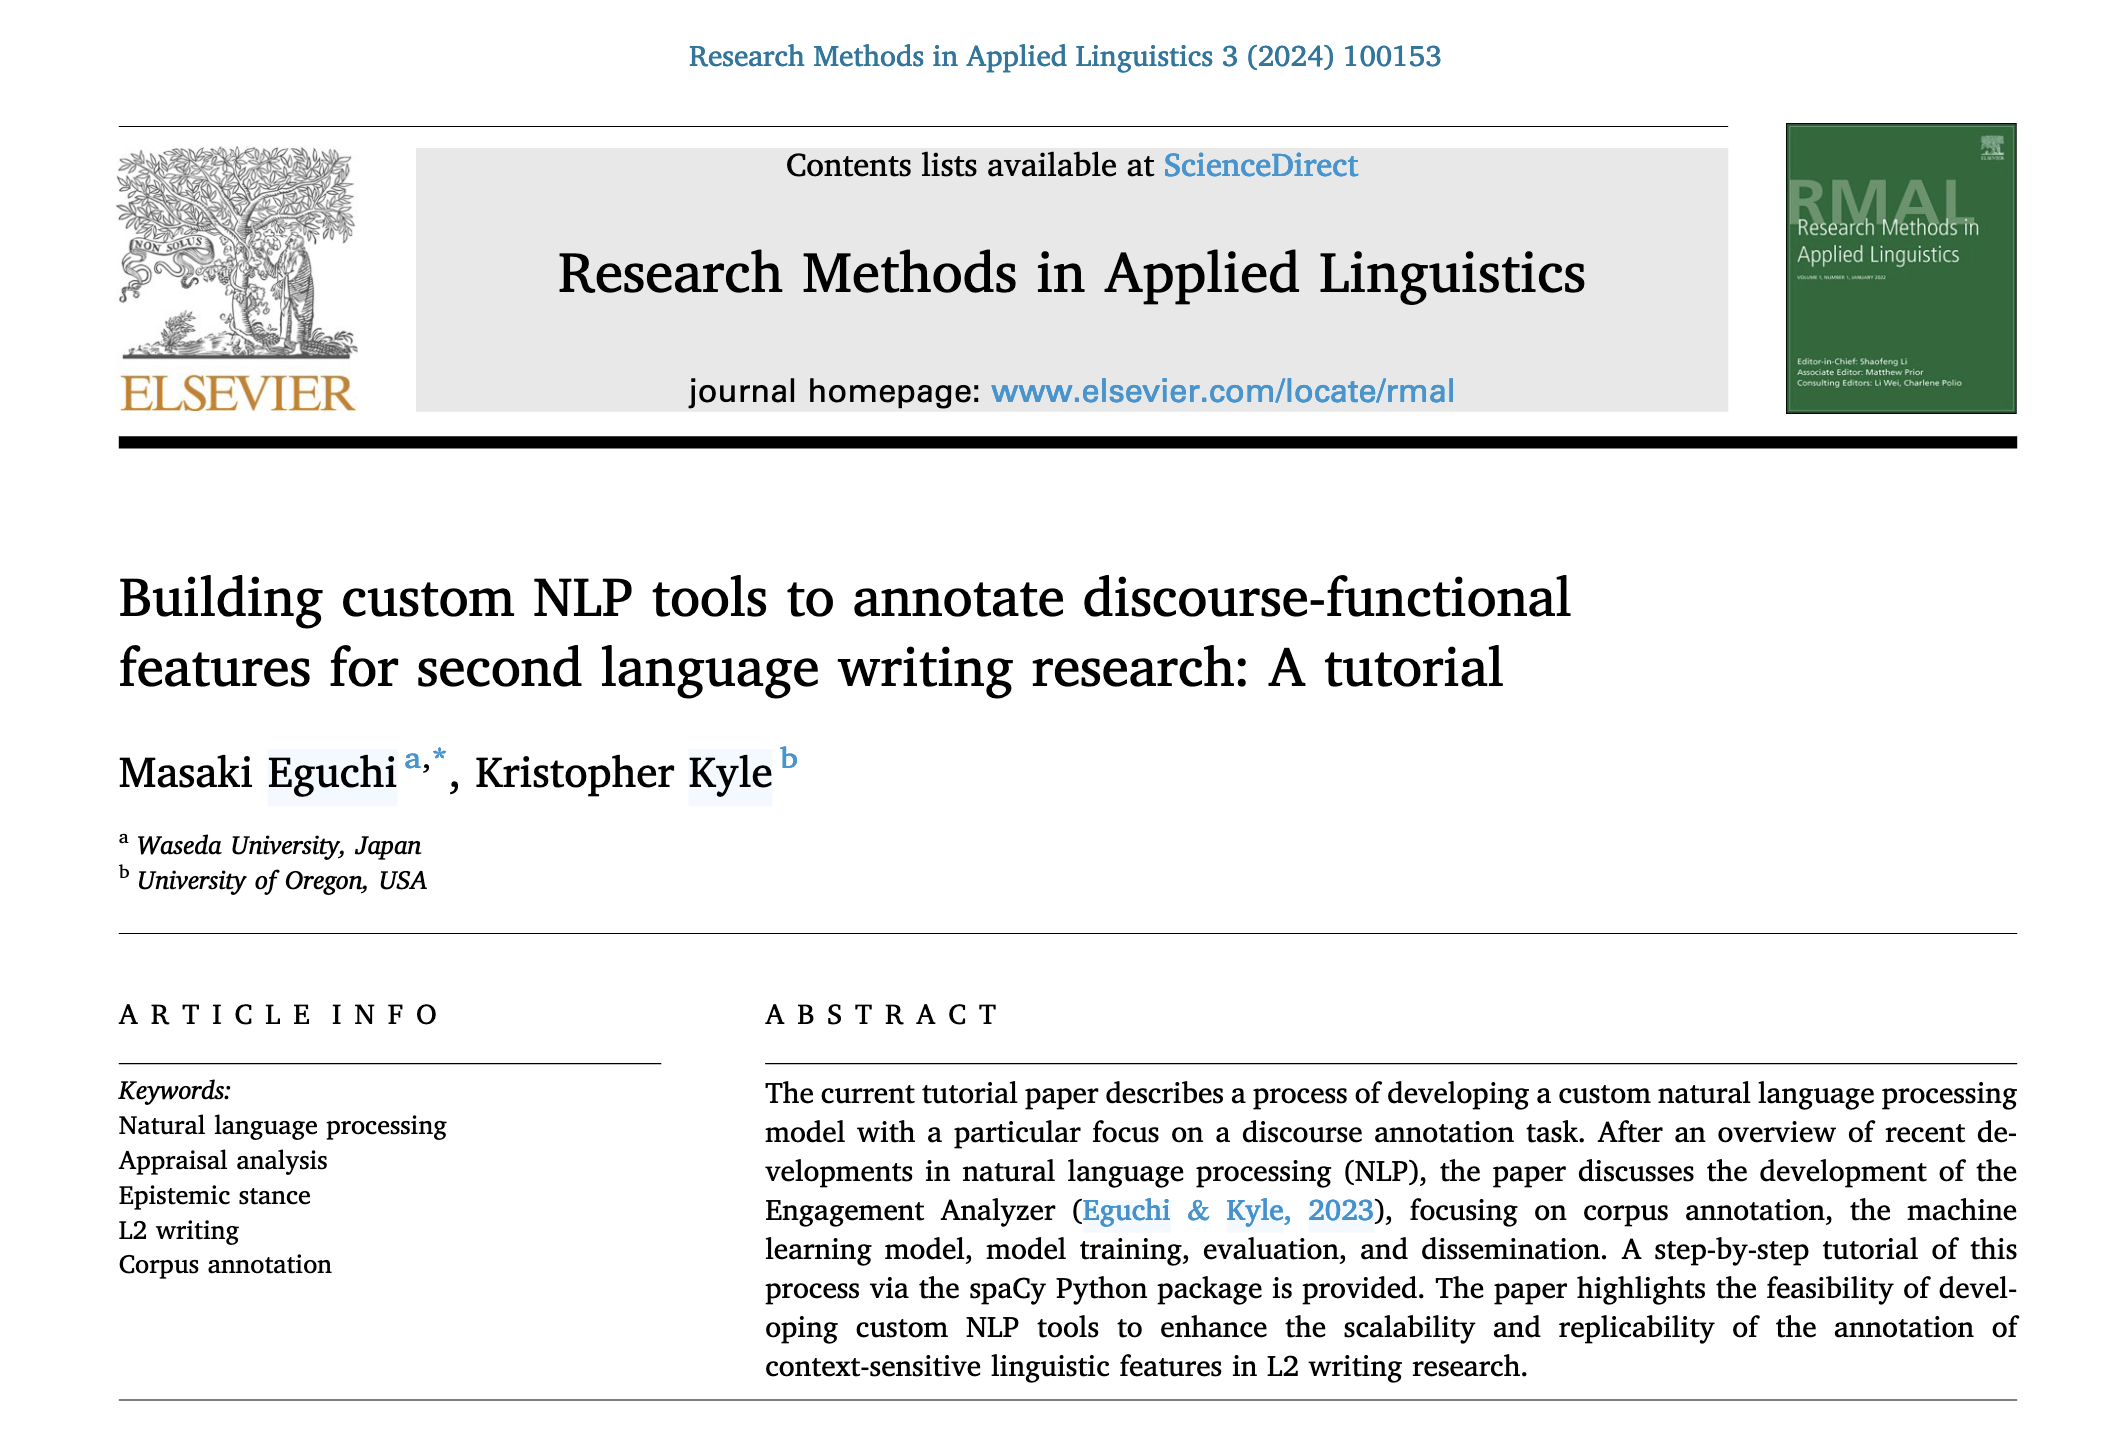 Research Methods in Applied Linguistics 3 (2024) 100153
NON SOLUS
ELSEVIER
Contents lists available at ScienceDirect
Research Methods in Applied Linguistics
journal homepage: www.elsevier.com/locate/rmal
ELSEVIER
RMAL
Research Methods in
Applied Linguistics
VOLUME 1, NUMBER 1, JANUARY 2022
Editor-in-Chief: Shaofeng Li
Associate Editor: Matthew Prior
Consulting Editors: Li Wei, Charlene Polio
Building custom NLP tools to annotate discourse-functional
features for second language writing research: A tutorial
Masaki Eguchi a,*, Kristopher Kyle b
a Waseda University, Japan
b University of Oregon, USA
ARTICLE INFO
Keywords:
Natural language processing
Appraisal analysis
Epistemic stance
L2 writing
Corpus annotation
ABSTRACT
The current tutorial paper describes a process of developing a custom natural language processing
model with a particular focus on a discourse annotation task. After an overview of recent de-
velopments in natural language processing (NLP), the paper discusses the development of the
Engagement Analyzer (Eguchi & Kyle, 2023), focusing on corpus annotation, the machine
learning model, model training, evaluation, and dissemination. A step-by-step tutorial of this
process via the spaCy Python package is provided. The paper highlights the feasibility of devel-
oping custom NLP tools to enhance the scalability and replicability of the annotation of
context-sensitive linguistic features in L2 writing research.